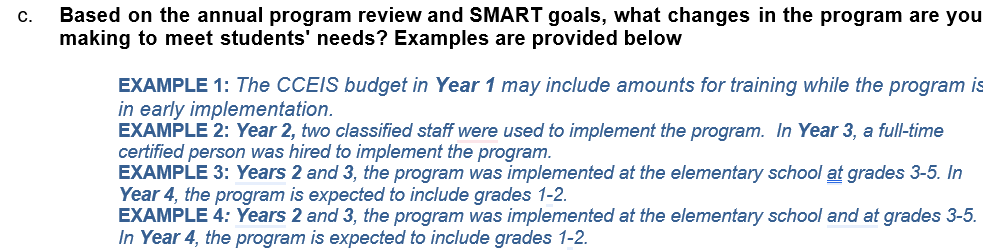 c. Based on the annual program review and SMART goals, what changes in the program are you
making to meet students' needs? Examples are provided below
EXAMPLE 1: The CCEIS budget in Year 1 may include amounts for training while the program is
in early implementation.
EXAMPLE 2: Year 2, two classified staff were used to implement the program. In Year 3, a full-time
certified person was hired to implement the program.
EXAMPLE 3: Years 2 and 3, the program was implemented at the elementary school at grades 3-5. In
Year 4, the program is expected to include grades 1-2.
EXAMPLE 4: Years 2 and 3, the program was implemented at the elementary school and at grades 3-5.
In Year 4, the program is expected to include grades 1-2.